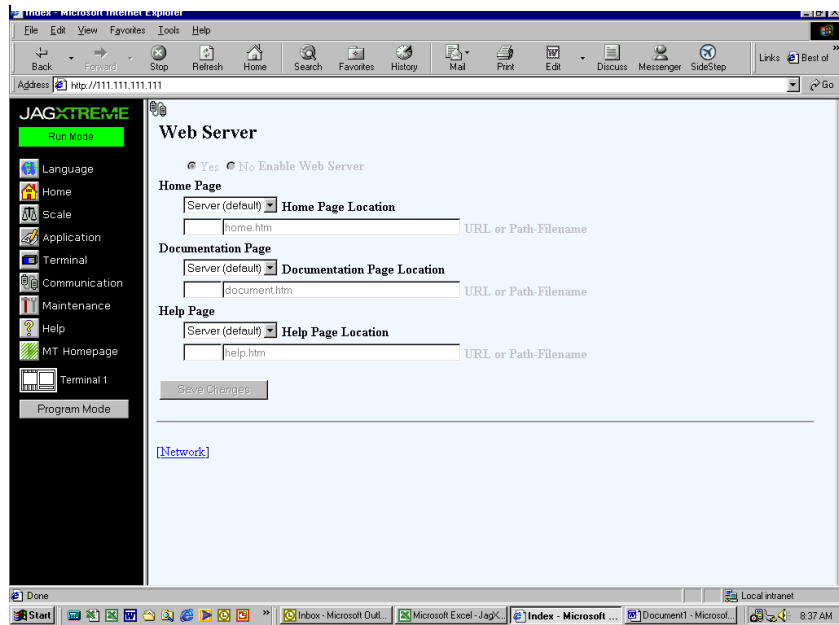 Index - Microsoft Internet Explorer
File Edit View Favorites Tools Help
Back Forward Stop Refresh Home Search Favorites History Mail Print Edit Discuss Messenger SideStep Links Best of »
Address http://111.111.111.111 Go
JAGXTREME
Run Mode
Language
Home
Scale
Application
Terminal
Communication
Maintenance
Help
MT Homepage
Terminal 1
Program Mode
Web Server
Yes No Enable Web Server
Home Page
Server (default) Home Page Location
home.htm URL or Path-Filename
Documentation Page
Server (default) Documentation Page Location
document.htm URL or Path-Filename
Help Page
Server (default) Help Page Location
help.htm URL or Path-Filename
Save Changes
[Network]
Done Local intranet
Start » Inbox - Microsoft Outl... Microsoft Excel - JagX... Index - Microsoft ... Document1 - Microsof... 8:37 AM